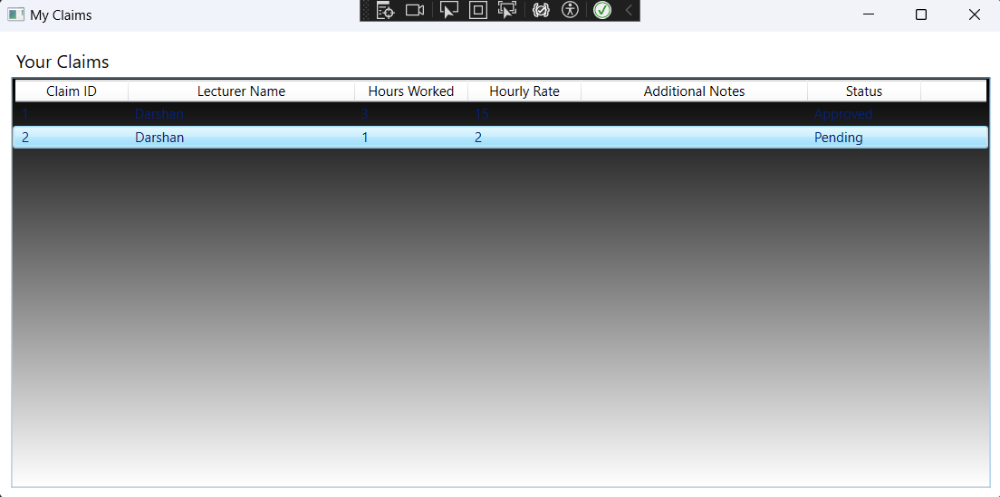 My Claims
Your Claims
Claim ID Lecturer Name Hours Worked Hourly Rate Additional Notes Status
1 Darshan 3 15 Approved
2 Darshan 1 2 Pending